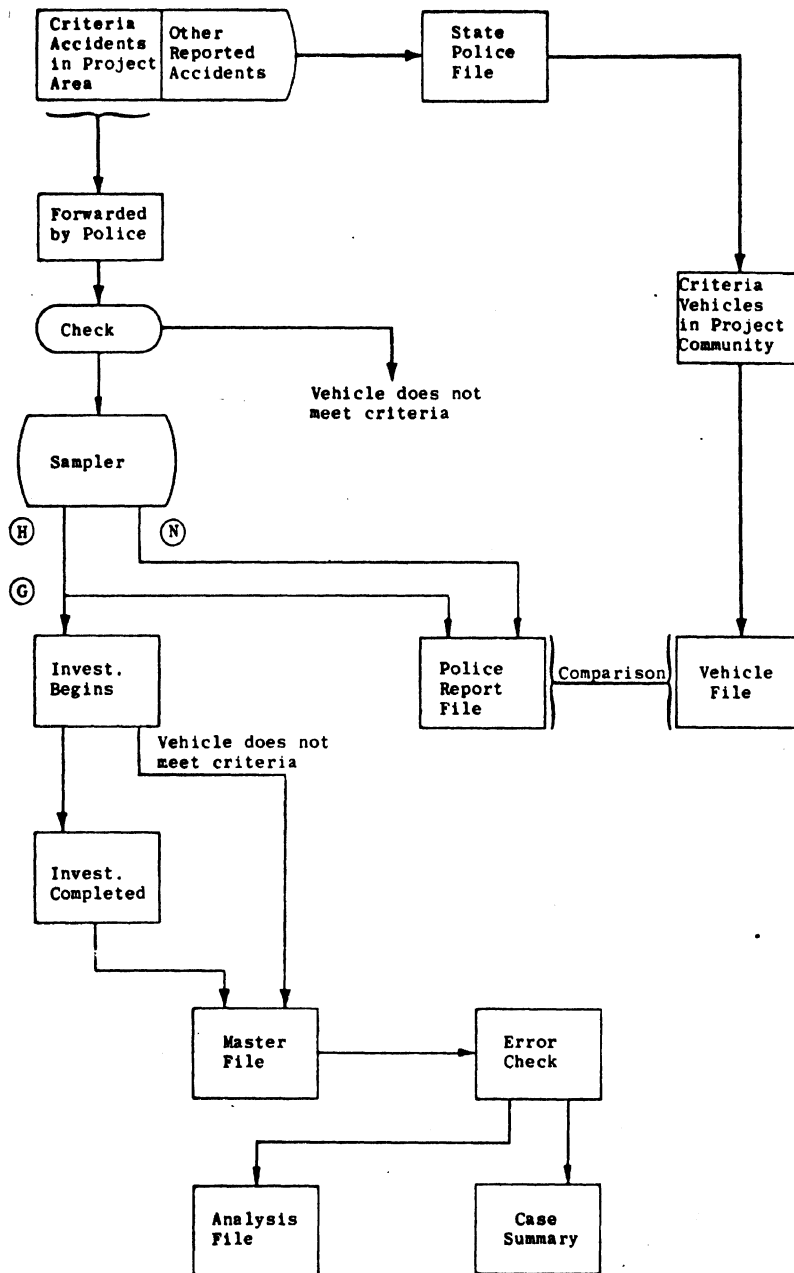 Criteria
Accidents
in Project
Area
Other
Reported
Accidents
State
Police
File
Forwarded
by Police
Criteria
Vehicles
in Project
Community
Check
Vehicle does not
meet criteria
Sampler
H
N
G
Invest.
Begins
Police
Report
File
Comparison
Vehicle
File
Vehicle does not
meet criteria
Invest.
Completed
Master
File
Error
Check
Analysis
File
Case
Summary